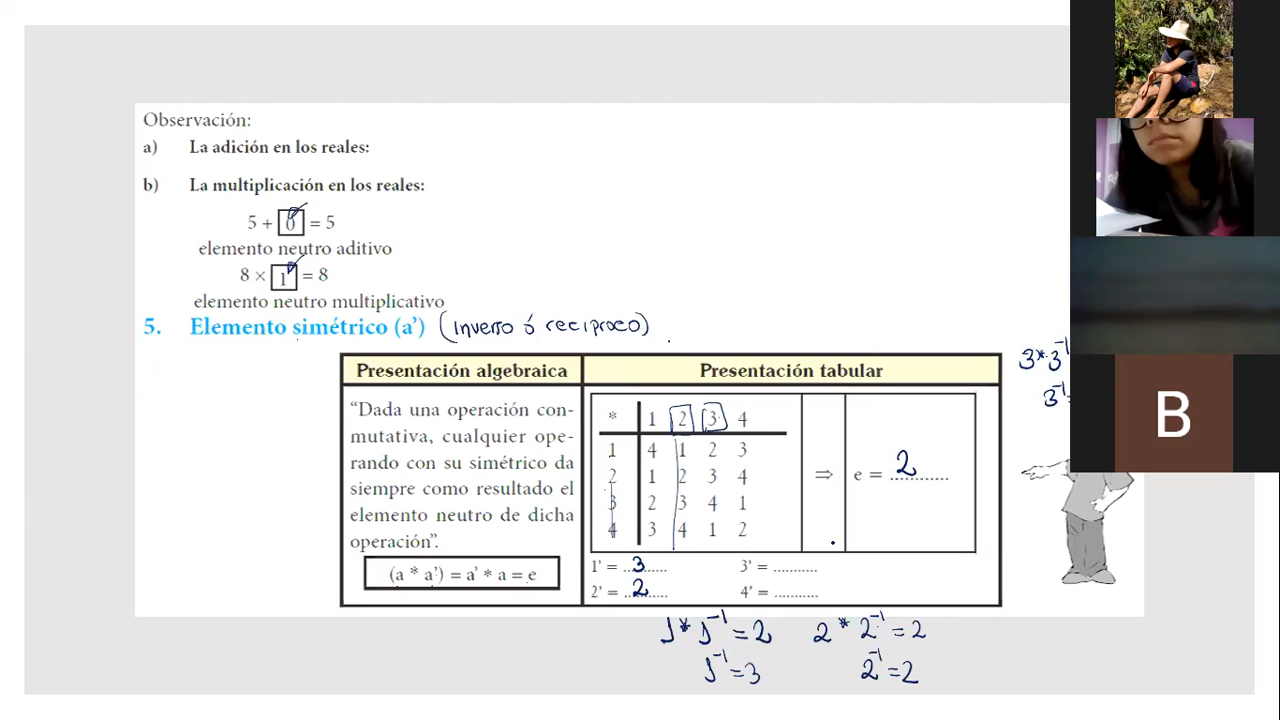 Observación:
a) La adición en los reales:
b) La multiplicación en los reales:
5 + 0 = 5
elemento neutro aditivo
8 × 1 = 8
elemento neutro multiplicativo
5. Elemento simétrico (a') (inverso ó reciproco)
Presentación algebraica
"Dada una operación con-
mutativa, cualquier ope-
rando con su simétrico da
siempre como resultado el
elemento neutro de dicha
operación".
(a * a') = a' * a = e
Presentación tabular
* 1 2 3 4
1 4 1 2 3
2 1 2 3 4
3 2 3 4 1
4 3 4 1 2
⇒ e = 2
1' = ...3...... 3' = ..........
2' = ...2...... 4' = ..........
1 * 1⁻¹ = 2 2 * 2⁻¹ = 2
1⁻¹ = 3 2⁻¹ = 2
3 * 3⁻¹
3⁻¹=
B